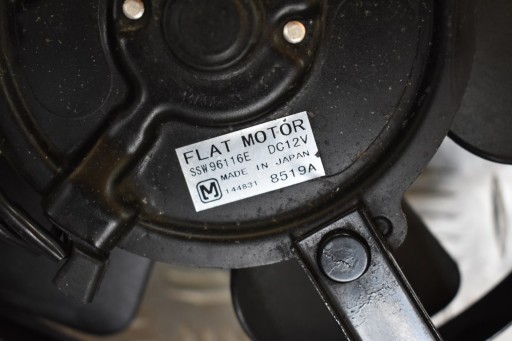 FLAT MOTOR
SSW96116E DC12V
MADE IN JAPAN
M 144831 8519A